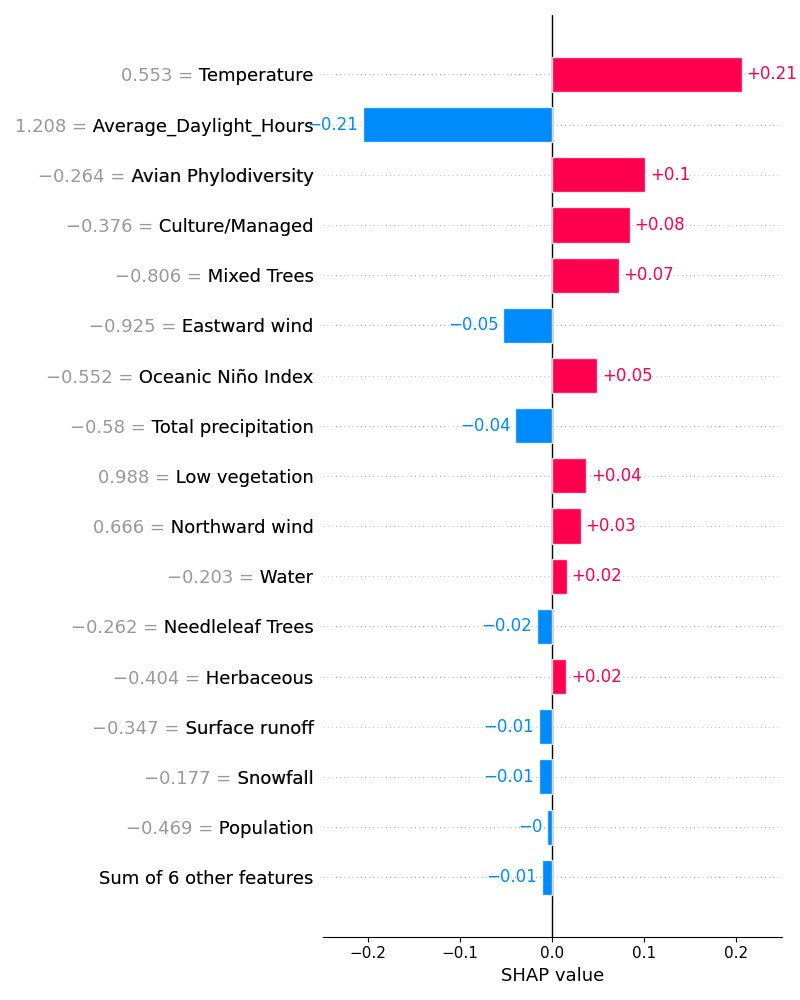 0.553 = Temperature +0.21
1.208 = Average_Daylight_Hours −0.21
−0.264 = Avian Phylodiversity +0.1
−0.376 = Culture/Managed +0.08
−0.806 = Mixed Trees +0.07
−0.925 = Eastward wind −0.05
−0.552 = Oceanic Niño Index +0.05
−0.58 = Total precipitation −0.04
0.988 = Low vegetation +0.04
0.666 = Northward wind +0.03
−0.203 = Water +0.02
−0.262 = Needleleaf Trees −0.02
−0.404 = Herbaceous +0.02
−0.347 = Surface runoff −0.01
−0.177 = Snowfall −0.01
−0.469 = Population −0
Sum of 6 other features −0.01
−0.2 −0.1 0.0 0.1 0.2
SHAP value